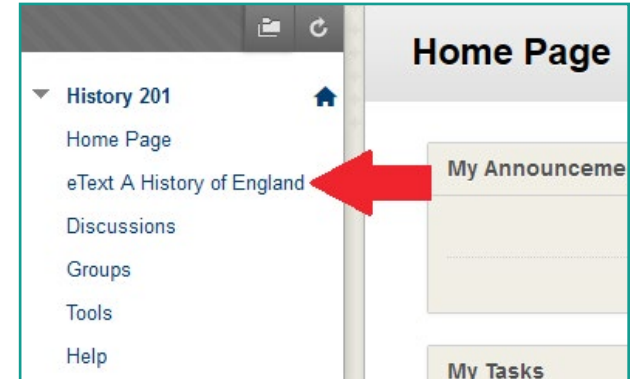 History 201
Home Page
eText A History of England
Discussions
Groups
Tools
Help
Home Page
My Announceme
My Tasks